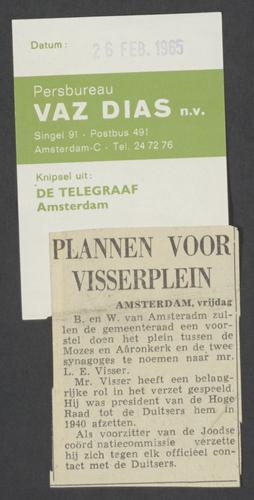 Datum: 26 FEB. 1965
Persbureau
VAZ DIAS n.v.
Singel 91 - Postbus 491
Amsterdam-C - Tel. 24 72 76
Knipsel uit:
DE TELEGRAAF
Amsterdam
PLANNEN VOOR
VISSERPLEIN
AMSTERDAM, vrijdag
B. en W. van Amsteradm zul-
len de gemeenteraad een voor-
stel doen het plein tussen de
Mozes en Aäronkerk en de twee
synagoges te noemen naar mr.
L. E. Visser.
Mr. Visser heeft een belang-
rijke rol in het verzet gespeeld.
Hij was president van de Hoge
Raad tot de Duitsers hem in
1940 afzetten.
Als voorzitter van de Joodse
coörd natiecommissie verzette
hij zich tegen elk officieel con-
tact met de Duitsers.